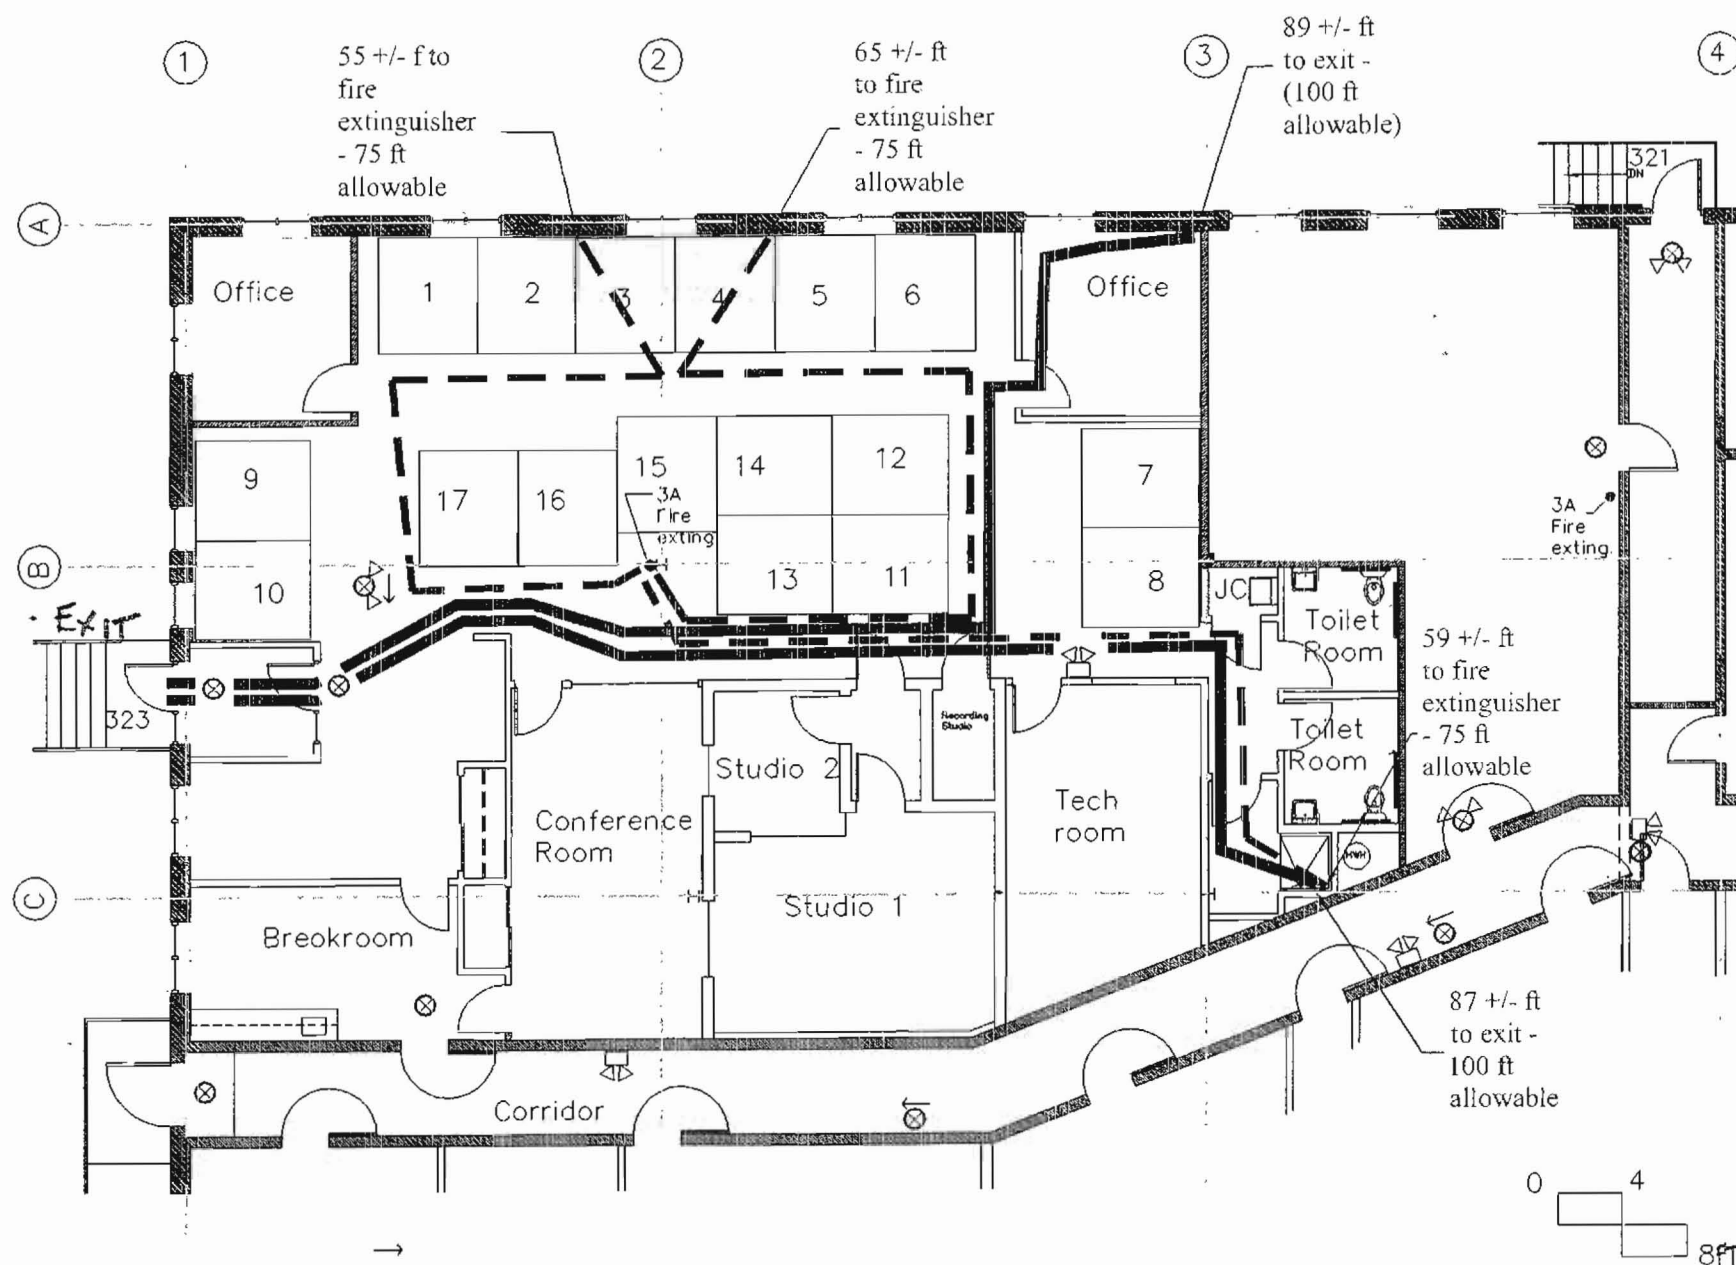 1
2
3
4
55 +/- f to
fire
extinguisher
- 75 ft
allowable
65 +/- ft
to fire
extinguisher
- 75 ft
allowable
89 +/- ft
to exit -
(100 ft
allowable)
321
DN
A
Office
1
2
3
4
5
6
Office
9
17
16
15
14
12
7
3A
Fire
exting
3A
Fire
exting.
B
10
13
11
8
JC
Toilet
Room
EXIT
323
59 +/- ft
to fire
extinguisher
- 75 ft
allowable
Recording
Studio
Toilet
Room
Studio 2
Tech
room
Conference
Room
HWH
C
Studio 1
Breakroom
87 +/- ft
to exit -
100 ft
allowable
Corridor
0 4
8FT